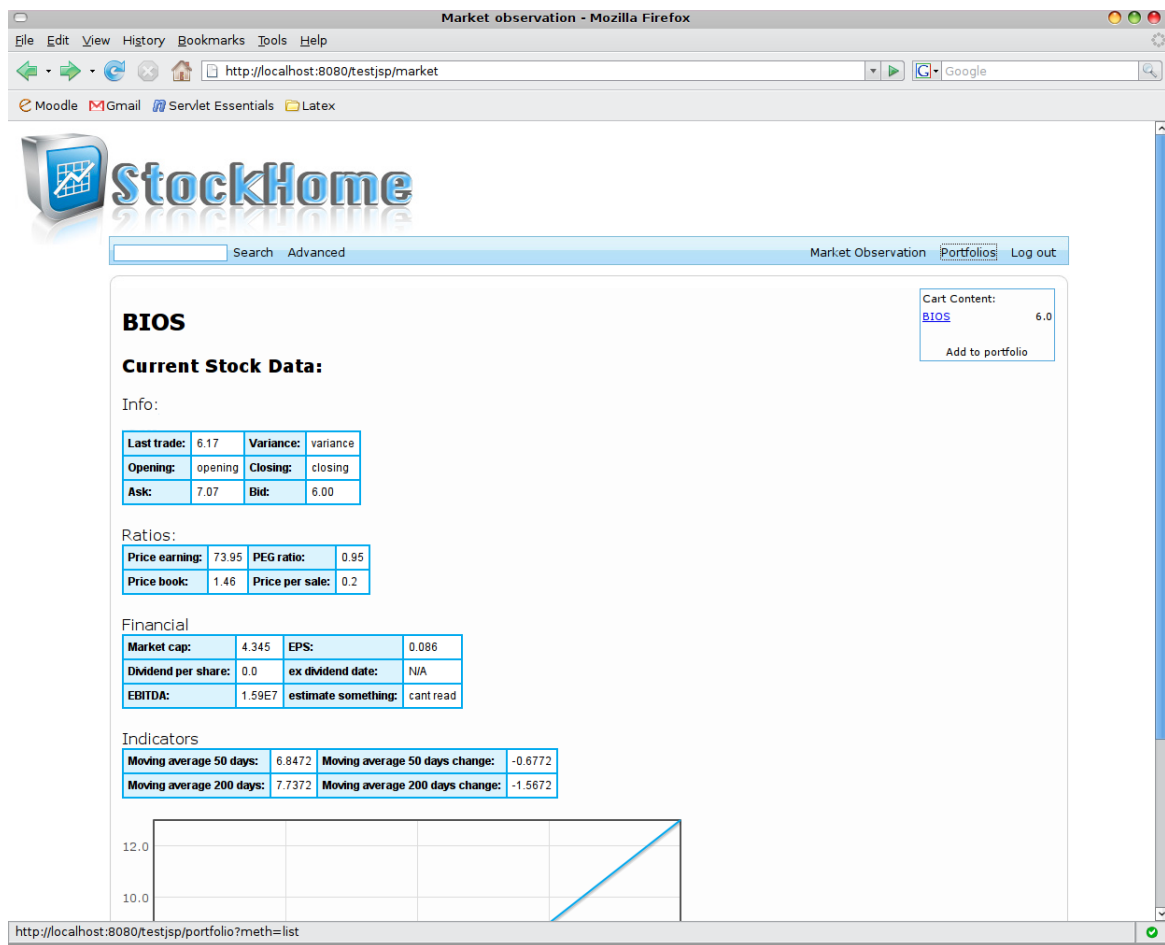 Market observation - Mozilla Firefox
File Edit View History Bookmarks Tools Help
http://localhost:8080/testjsp/market
G Google
Moodle Gmail Servlet Essentials Latex
StockHome
Search Advanced Market Observation Portfolios Log out
Cart Content:
BIOS 6.0
Add to portfolio
BIOS
Current Stock Data:
Info:
Last trade: 6.17 Variance: variance
Opening: opening Closing: closing
Ask: 7.07 Bid: 6.00
Ratios:
Price earning: 73.95 PEG ratio: 0.95
Price book: 1.46 Price per sale: 0.2
Financial
Market cap: 4.345 EPS: 0.086
Dividend per share: 0.0 ex dividend date: N/A
EBITDA: 1.59E7 estimate something: cant read
Indicators
Moving average 50 days: 6.8472 Moving average 50 days change: -0.6772
Moving average 200 days: 7.7372 Moving average 200 days change: -1.5672
12.0
10.0
http://localhost:8080/testjsp/portfolio?meth=list